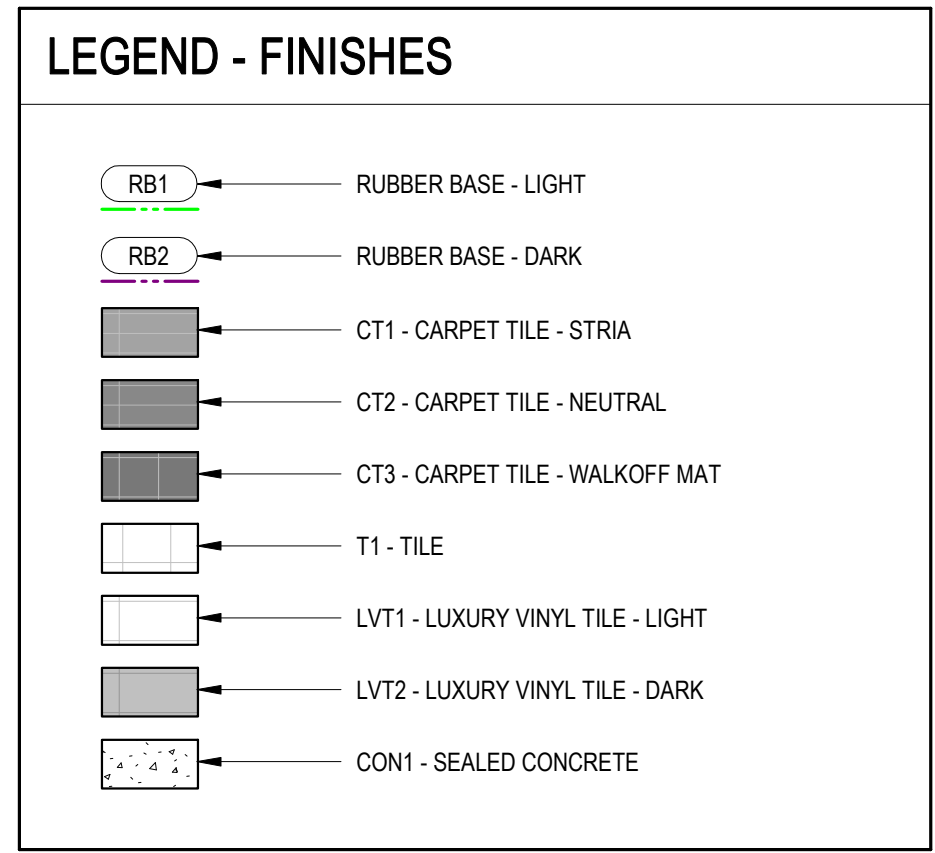 LEGEND - FINISHES
RB1 RUBBER BASE - LIGHT
RB2 RUBBER BASE - DARK
CT1 - CARPET TILE - STRIA
CT2 - CARPET TILE - NEUTRAL
CT3 - CARPET TILE - WALKOFF MAT
T1 - TILE
LVT1 - LUXURY VINYL TILE - LIGHT
LVT2 - LUXURY VINYL TILE - DARK
CON1 - SEALED CONCRETE